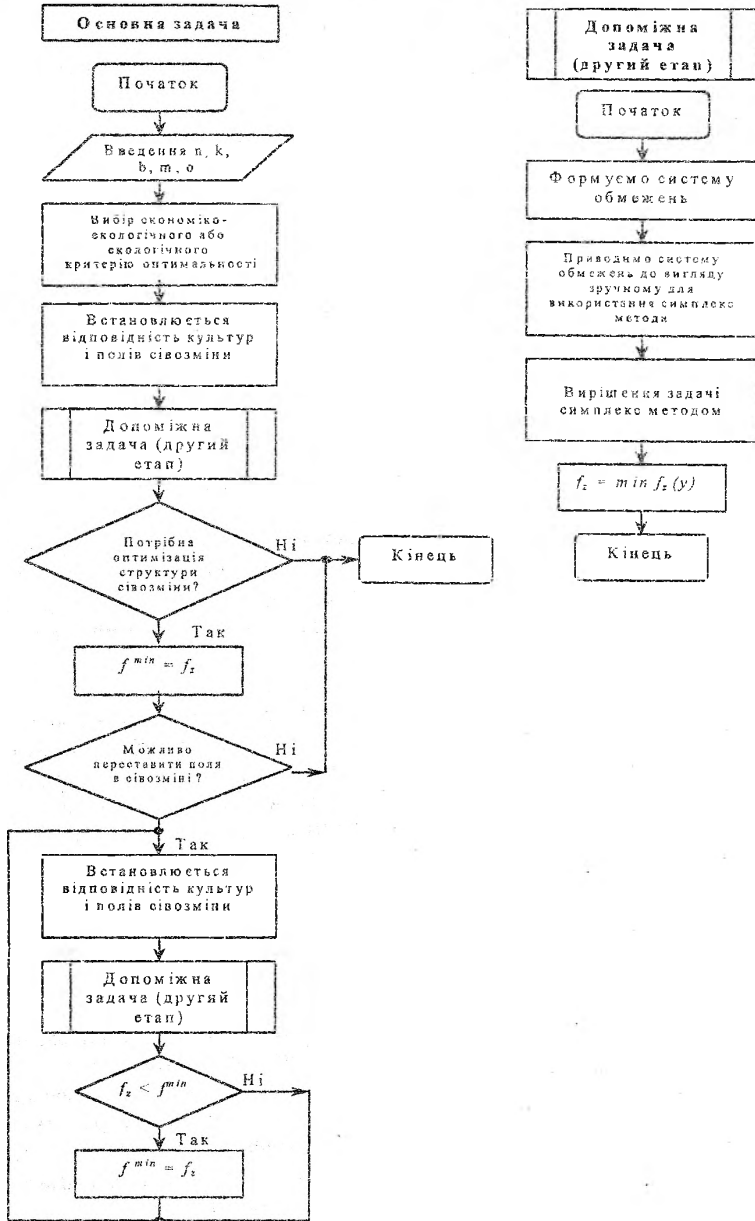 Основна задача
Початок
Введення n, k,
b, m, o
Вибір економіко-
екологічного або
екологічного
критерію оптимальності
Встановлюється
відповідність культур
і полів сівозміни
Допоміжна
задача (другий
етап)
Потрібна
оптимізація
структури
сівозміни?
Ні
Кінець
Так
f^min = f_z
Можливо
переставити поля
в сівозміні?
Ні
Так
Встановлюється
відповідність культур
і полів сівозміни
Допоміжна
задача (другий
етап)
f_z < f^min
Ні
Так
f^min = f_z
Допоміжна
задача
(другий етап)
Початок
Формуємо систему
обмежень
Приводимо систему
обмежень до вигляду
зручному для
використання симплекс
метода
Вирішення задачі
симплекс методом
f_z = min f_z (y)
Кінець